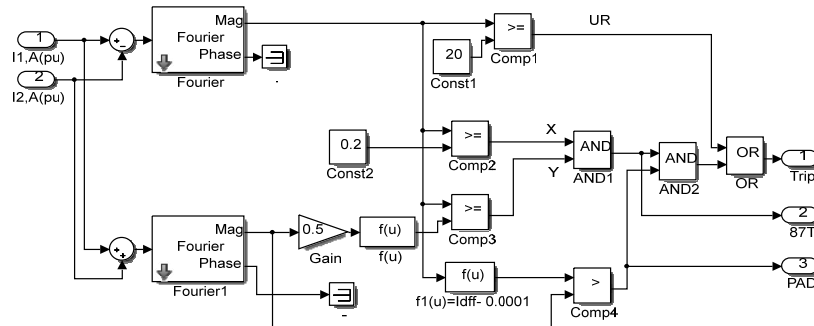 1
I1,A(pu)
2
I2,A(pu)
+
-
Mag
Fourier
Phase
Fourier
.
20
Const1
>=
Comp1
UR
0.2
Const2
>=
Comp2
X
Y
AND
AND1
AND
AND2
OR
OR
1
Trip
2
87T
3
PAD
+
+
Mag
Fourier
Phase
Fourier1
-
0.5
Gain
f(u)
f(u)
>=
Comp3
f(u)
f1(u)=Idff- 0.0001
>
Comp4